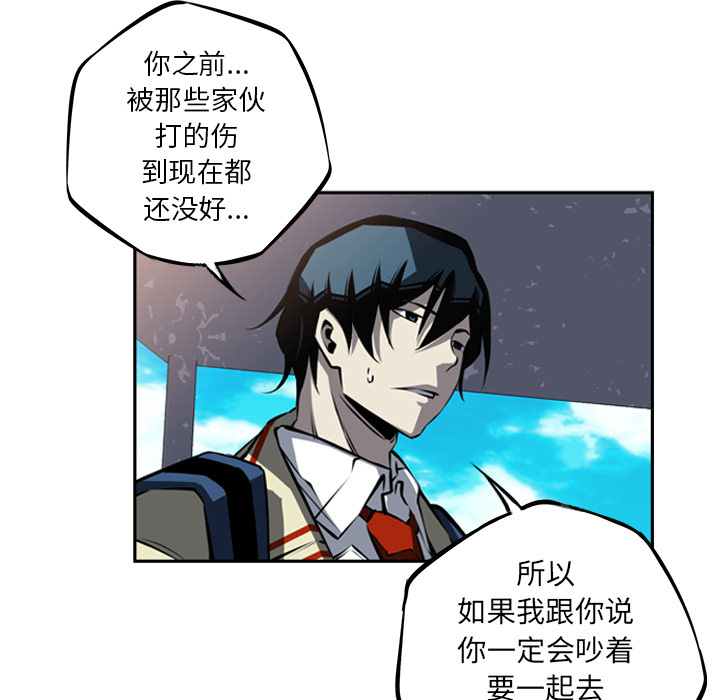 你之前...
被那些家伙
打的伤
到现在都
还没好...
所以
如果我跟你说
你一定会吵着
要一起去